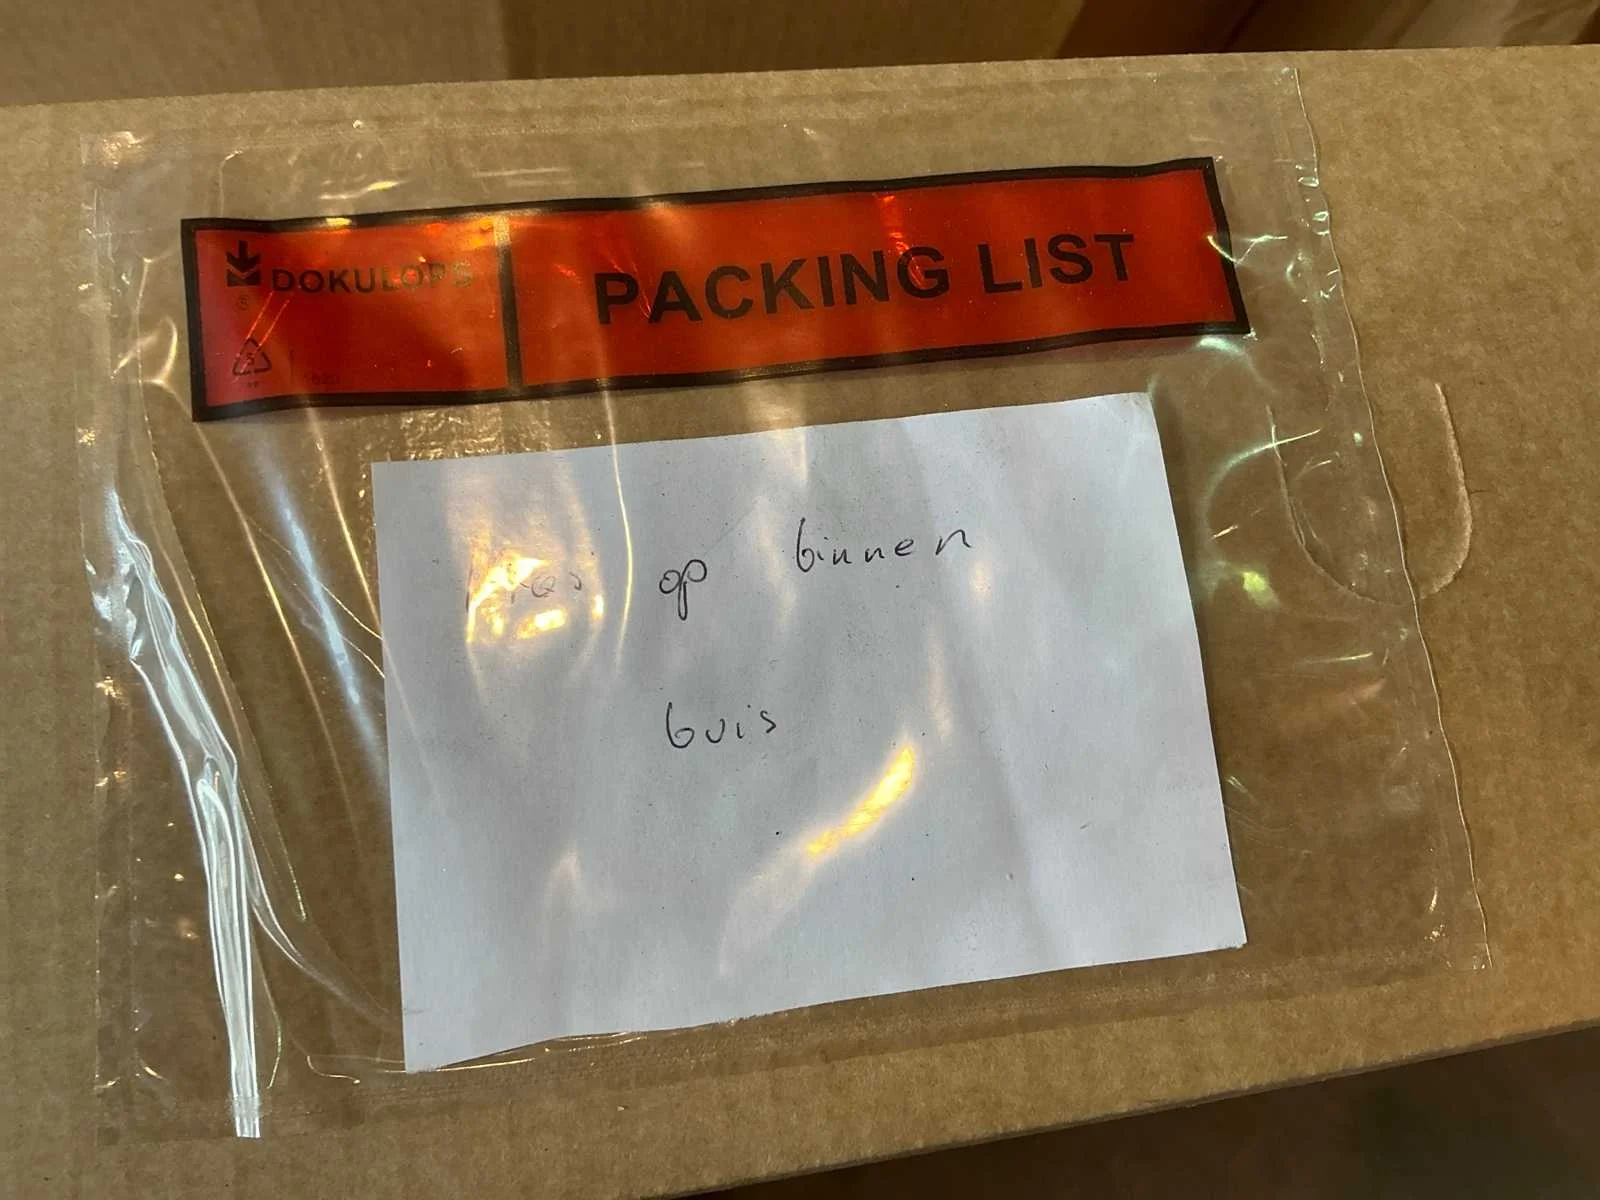 DOKULOPS
PACKING LIST
op binnen
buis